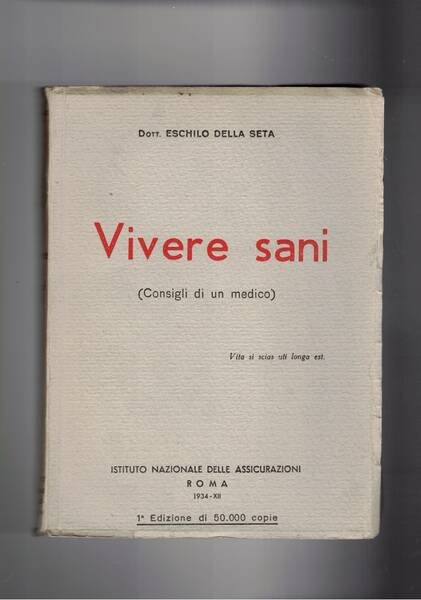 Dott. ESCHILO DELLA SETA
Vivere sani
(Consigli di un medico)
Vita si scias uti longa est.
ISTITUTO NAZIONALE DELLE ASSICURAZIONI
ROMA
1934-XII
1ª Edizione di 50.000 copie